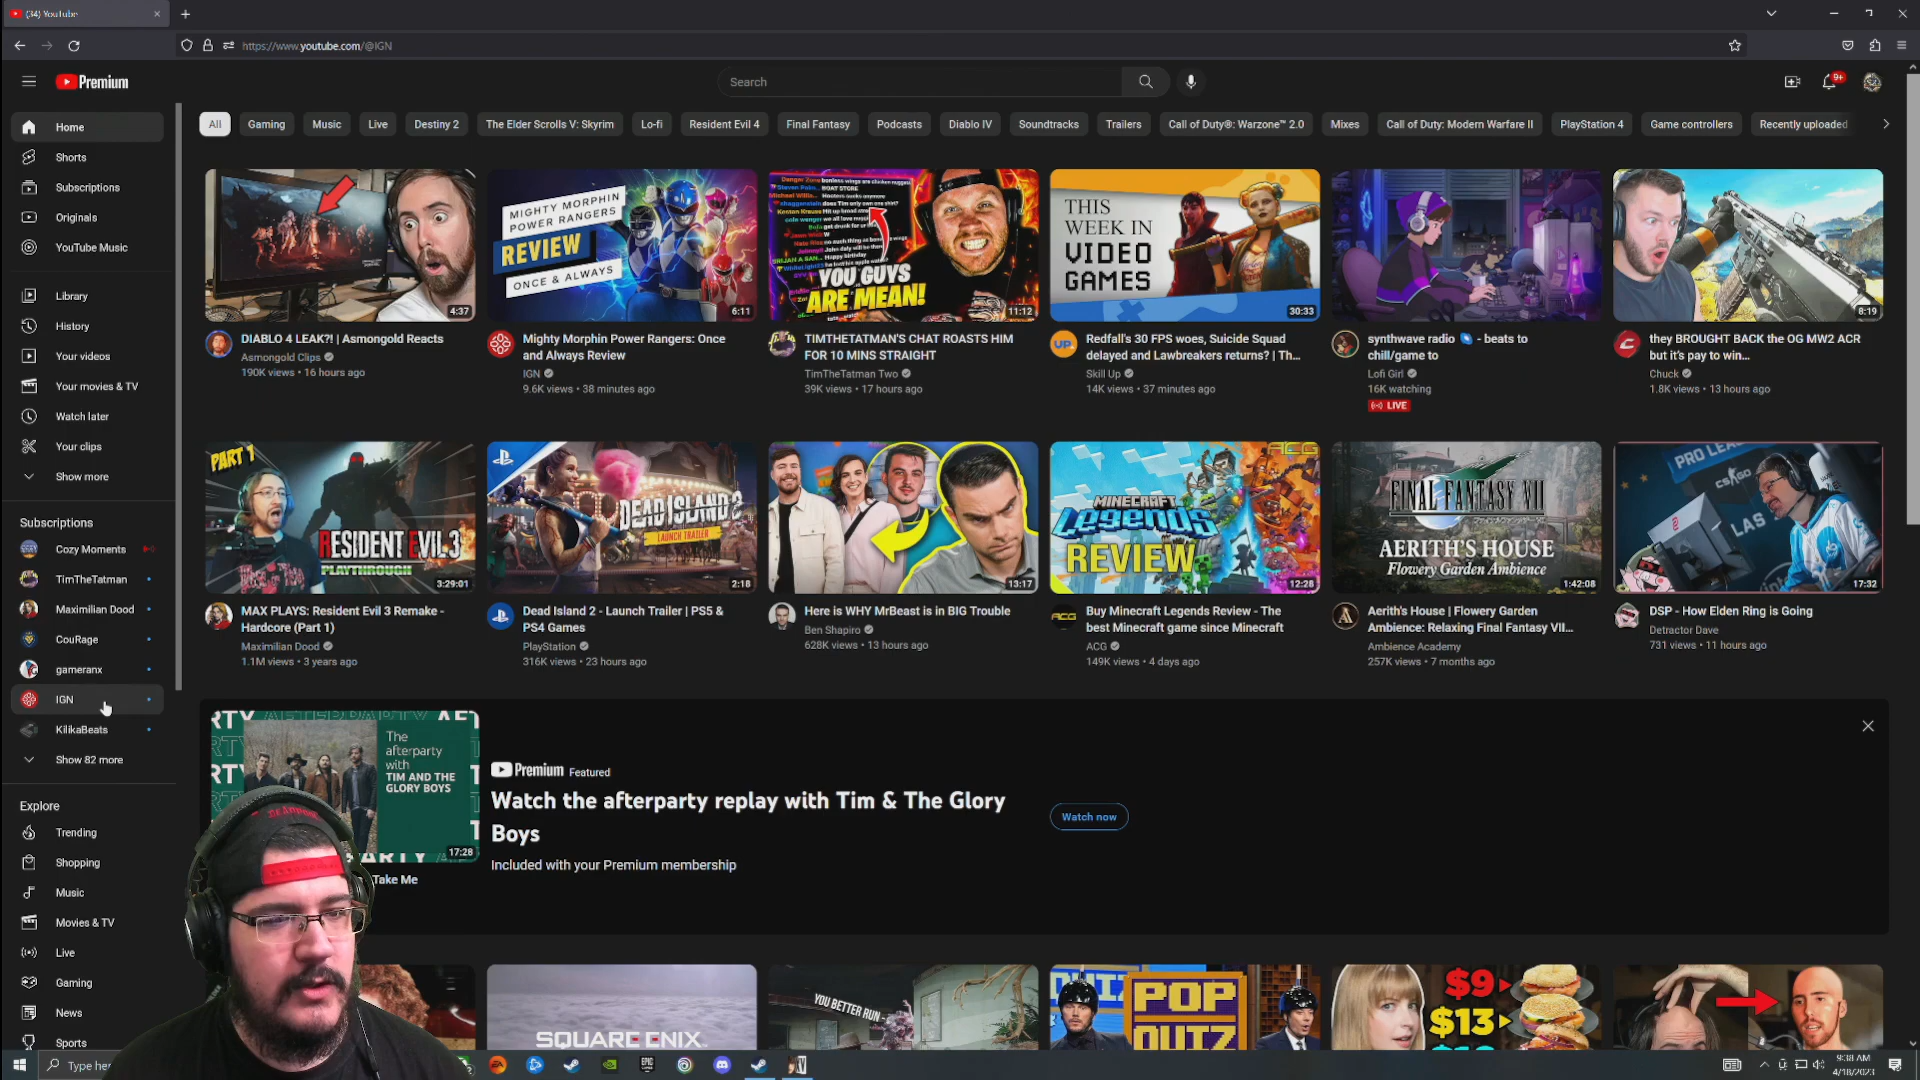 (34) YouTube
https://www.youtube.com/@IGN
Premium
Search
9+
Home
Shorts
Subscriptions
Originals
YouTube Music
Library
History
Your videos
Your movies & TV
Watch later
Your clips
Show more
Subscriptions
Cozy Moments
TimTheTatman
Maximilian Dood
CouRage
gameranx
IGN
KilikaBeats
Show 82 more
Explore
Trending
Shopping
Music
Movies & TV
Live
Gaming
News
Sports
All
Gaming
Music
Live
Destiny 2
The Elder Scrolls V: Skyrim
Lo-fi
Resident Evil 4
Final Fantasy
Podcasts
Diablo IV
Soundtracks
Trailers
Call of Duty®: Warzone™ 2.0
Mixes
Call of Duty: Modern Warfare II
PlayStation 4
Game controllers
Recently uploaded
4:37
DIABLO 4 LEAK?! | Asmongold Reacts
Asmongold Clips
190K views • 16 hours ago
MIGHTY MORPHIN
POWER RANGERS
REVIEW
ONCE & ALWAYS
6:11
Mighty Morphin Power Rangers: Once
and Always Review
IGN
9.6K views • 38 minutes ago
YOU GUYS
ARE MEAN!
11:12
TIMTHETATMAN'S CHAT ROASTS HIM
FOR 10 MINS STRAIGHT
TimTheTatman Two
39K views • 17 hours ago
THIS
WEEK IN
VIDEO
GAMES
30:33
UP
Redfall's 30 FPS woes, Suicide Squad
delayed and Lawbreakers returns? | Th...
Skill Up
14K views • 37 minutes ago
synthwave radio - beats to
chill/game to
Lofi Girl
16K watching
LIVE
8:19
they BROUGHT BACK the OG MW2 ACR
but it's pay to win...
Chuck
1.8K views • 13 hours ago
PART 1
RESIDENT EVIL 3
PLAYTHROUGH
3:29:01
MAX PLAYS: Resident Evil 3 Remake -
Hardcore (Part 1)
Maximilian Dood
1.1M views • 3 years ago
DEAD ISLAND 2
LAUNCH TRAILER
2:18
Dead Island 2 - Launch Trailer | PS5 &
PS4 Games
PlayStation
316K views • 23 hours ago
13:17
Here is WHY MrBeast is in BIG Trouble
Ben Shapiro
628K views • 13 hours ago
ACG
MINECRAFT
Legends
REVIEW
12:28
ACG
Buy Minecraft Legends Review - The
best Minecraft game since Minecraft
ACG
149K views • 4 days ago
FINAL FANTASY VII
AERITH'S HOUSE
Flowery Garden Ambience
1:42:08
Aerith's House | Flowery Garden
Ambience: Relaxing Final Fantasy VII...
Ambience Academy
257K views • 7 months ago
PRO LEA
CS:GO
LAS
17:32
DSP - How Elden Ring is Going
Detractor Dave
731 views • 11 hours ago
The
afterparty
with
TIM AND THE
GLORY BOYS
17:28
Take Me
Premium Featured
Watch the afterparty replay with Tim & The Glory
Boys
Included with your Premium membership
Watch now
SQUARE ENIX
YOU BETTER RUN -
POP
QUIZ
$9
$13
Type her
9:38 AM
4/18/2023